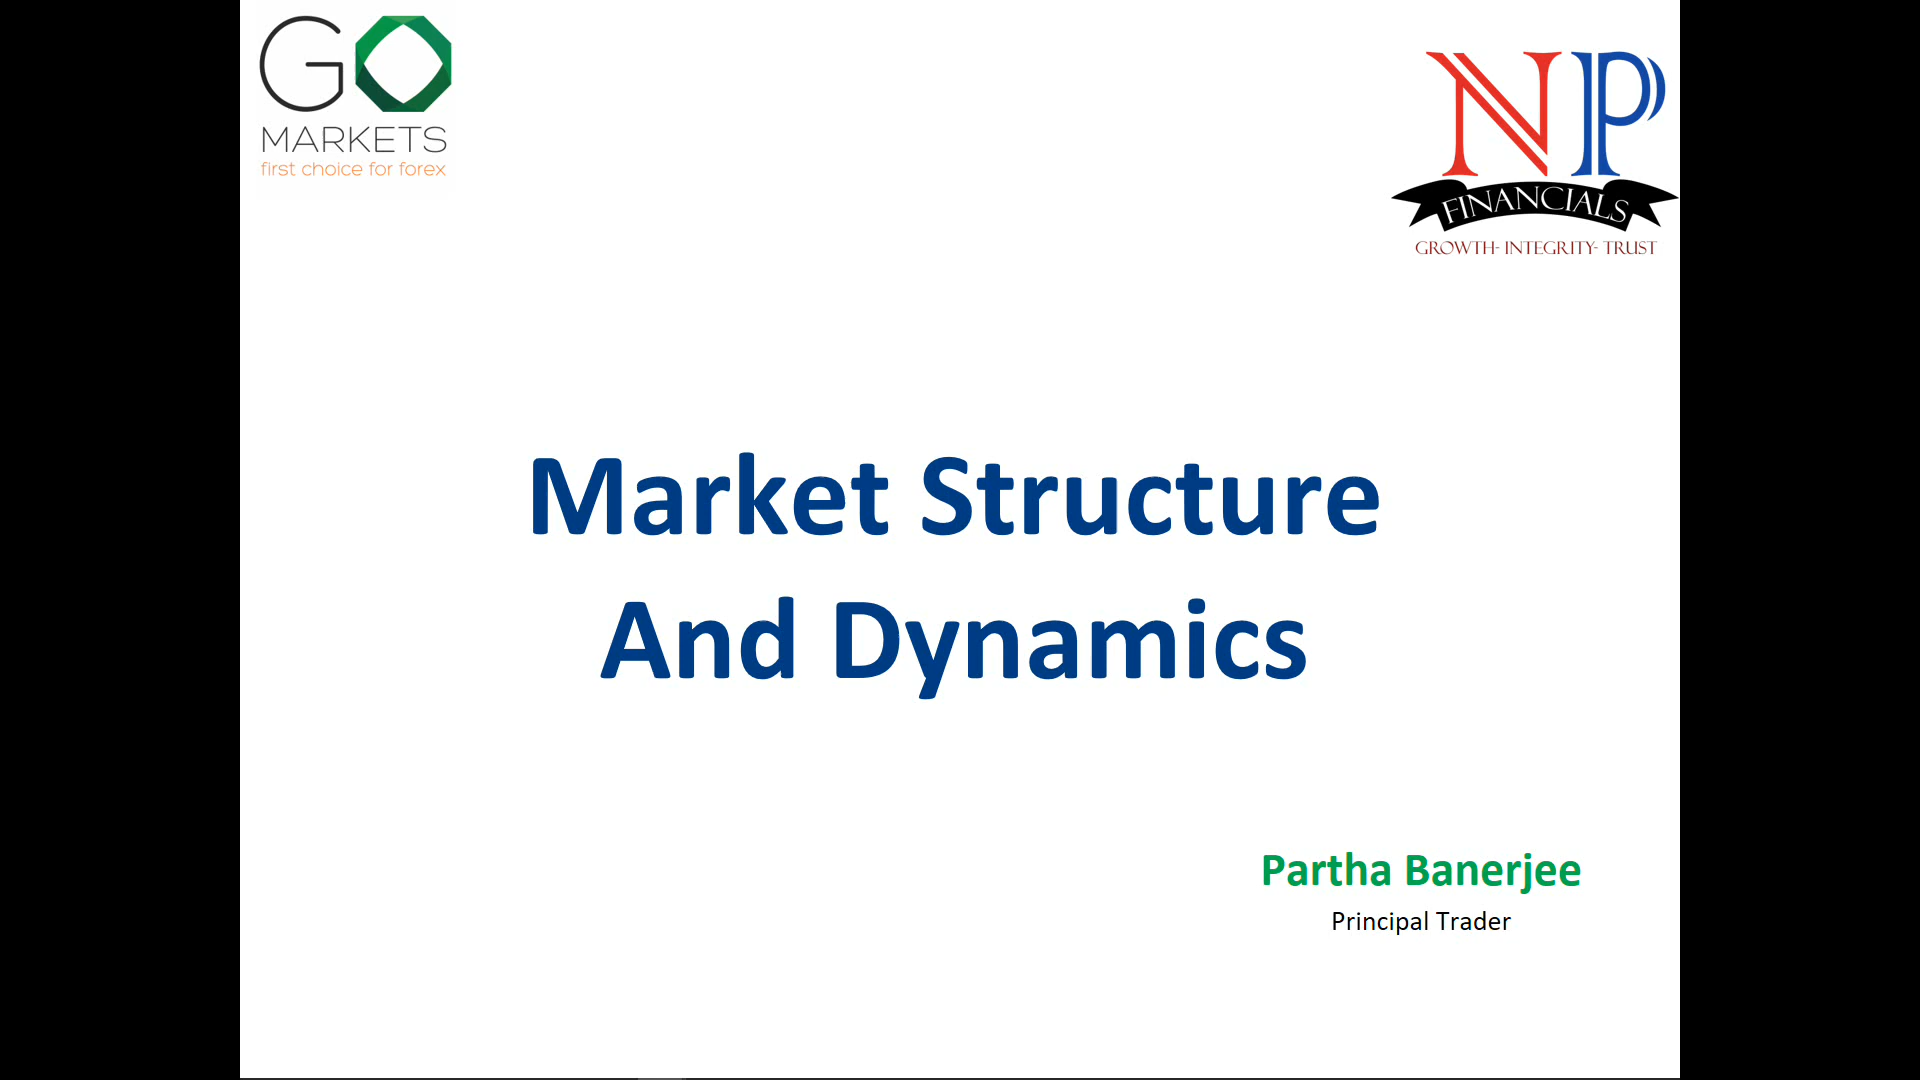 GO
MARKETS
first choice for forex
NP
FINANCIALS
GROWTH- INTEGRITY- TRUST
Market Structure
And Dynamics
Partha Banerjee
Principal Trader